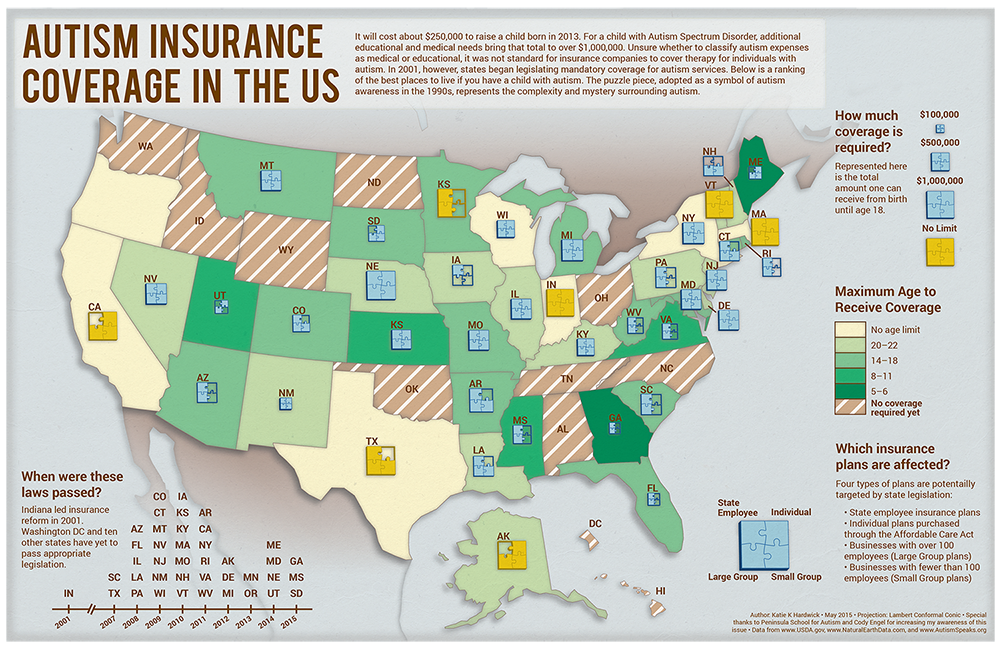 AUTISM INSURANCE
COVERAGE IN THE US
It will cost about $250,000 to raise a child born in 2013. For a child with Autism Spectrum Disorder, additional
educational and medical needs bring that total to over $1,000,000. Unsure whether to classify autism expenses
as medical or educational, it was not standard for insurance companies to cover therapy for individuals with
autism. In 2001, however, states began legislating mandatory coverage for autism services. Below is a ranking
of the best places to live if you have a child with autism. The puzzle piece, adopted as a symbol of autism
awareness in the 1990s, represents the complexity and mystery surrounding autism.
How much
coverage is
required?
Represented here
is the total
amount one can
receive from birth
until age 18.
$100,000
$500,000
$1,000,000
No Limit
WA
MT
ND
KS
NH
VT
ME
ID
SD
WI
MI
NY
MA
CT
RI
WY
NE
IA
PA
NJ
NV
UT
CO
IL
IN
OH
MD
DE
CA
KS
MO
KY
WV
VA
AZ
NM
OK
AR
TN
NC
SC
MS
AL
GA
TX
LA
FL
AK
DC
HI
Maximum Age to
Receive Coverage
No age limit
20–22
14–18
8–11
5–6
No coverage
required yet
When were these
laws passed?
Indiana led insurance
reform in 2001.
Washington DC and ten
other states have yet to
pass appropriate
legislation.
CO IA
CT KS AR
AZ MT KY CA
FL NV MA NY ME
IL NJ MO RI AK MD GA
SC LA NM NH VA DE MN NE MS
IN TX PA WI VT WV MI OR UT SD
2001 2007 2008 2009 2010 2011 2012 2013 2014 2015
State
Employee
Individual
Large Group
Small Group
Which insurance
plans are affected?
Four types of plans are potentailly
targeted by state legislation:
• State employee insurance plans
• Individual plans purchased
through the Affordable Care Act
• Businesses with over 100
employees (Large Group plans)
• Businesses with fewer than 100
employees (Small Group plans)
Author: Katie K Hardwick • May 2015 • Projection: Lambert Conformal Conic • Special
thanks to Peninsula School for Autism and Cody Engel for increasing my awareness of this
issue • Data from www.USDA.gov, www.NaturalEarthData.com, and www.AutismSpeaks.org